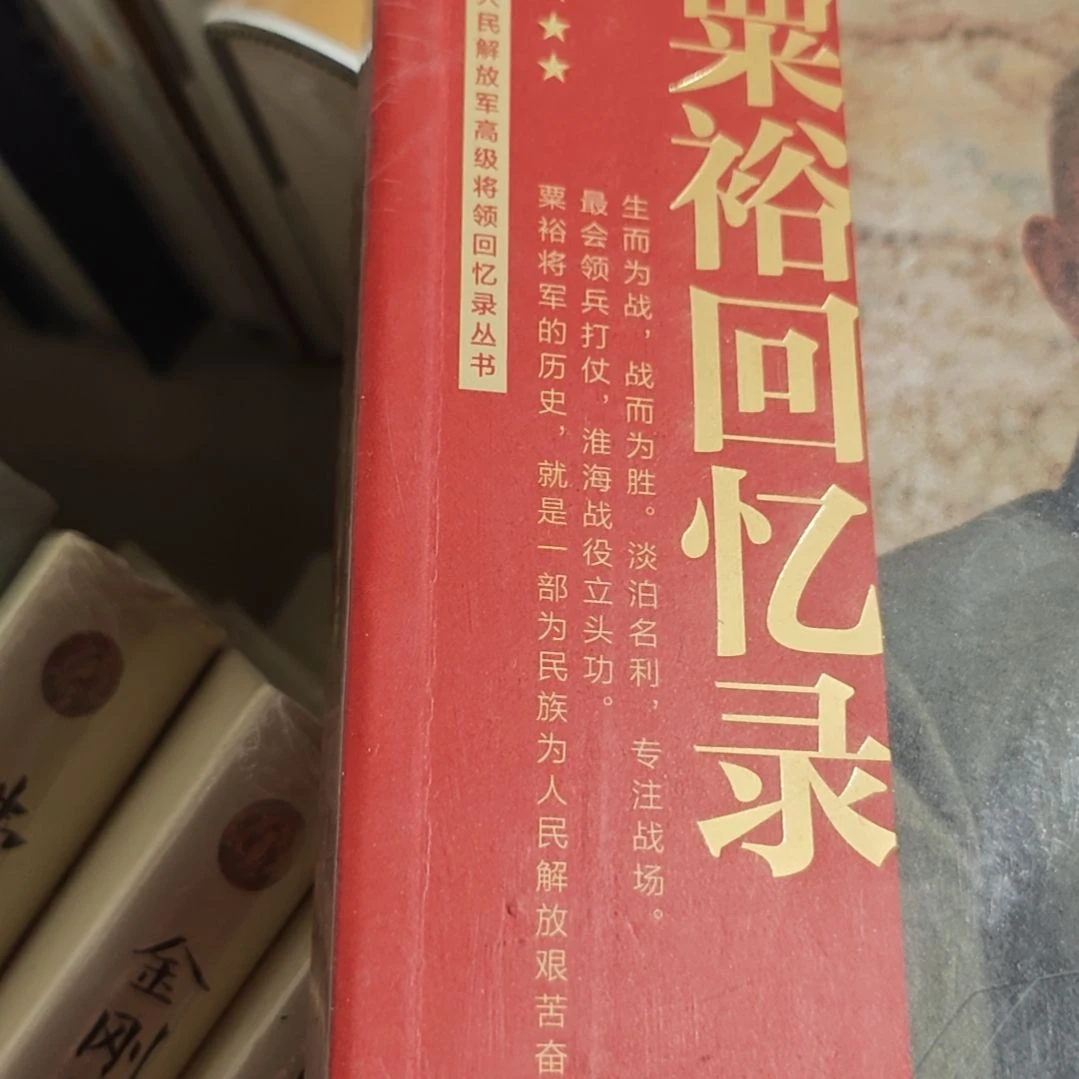 粟裕回忆录
生而为战，战而为胜。淡泊名利，专注战场。
最会领兵打仗，淮海战役立头功。
粟裕将军的历史，就是一部为民族为人民解放艰苦奋
人民解放军高级将领回忆录丛书
金刚